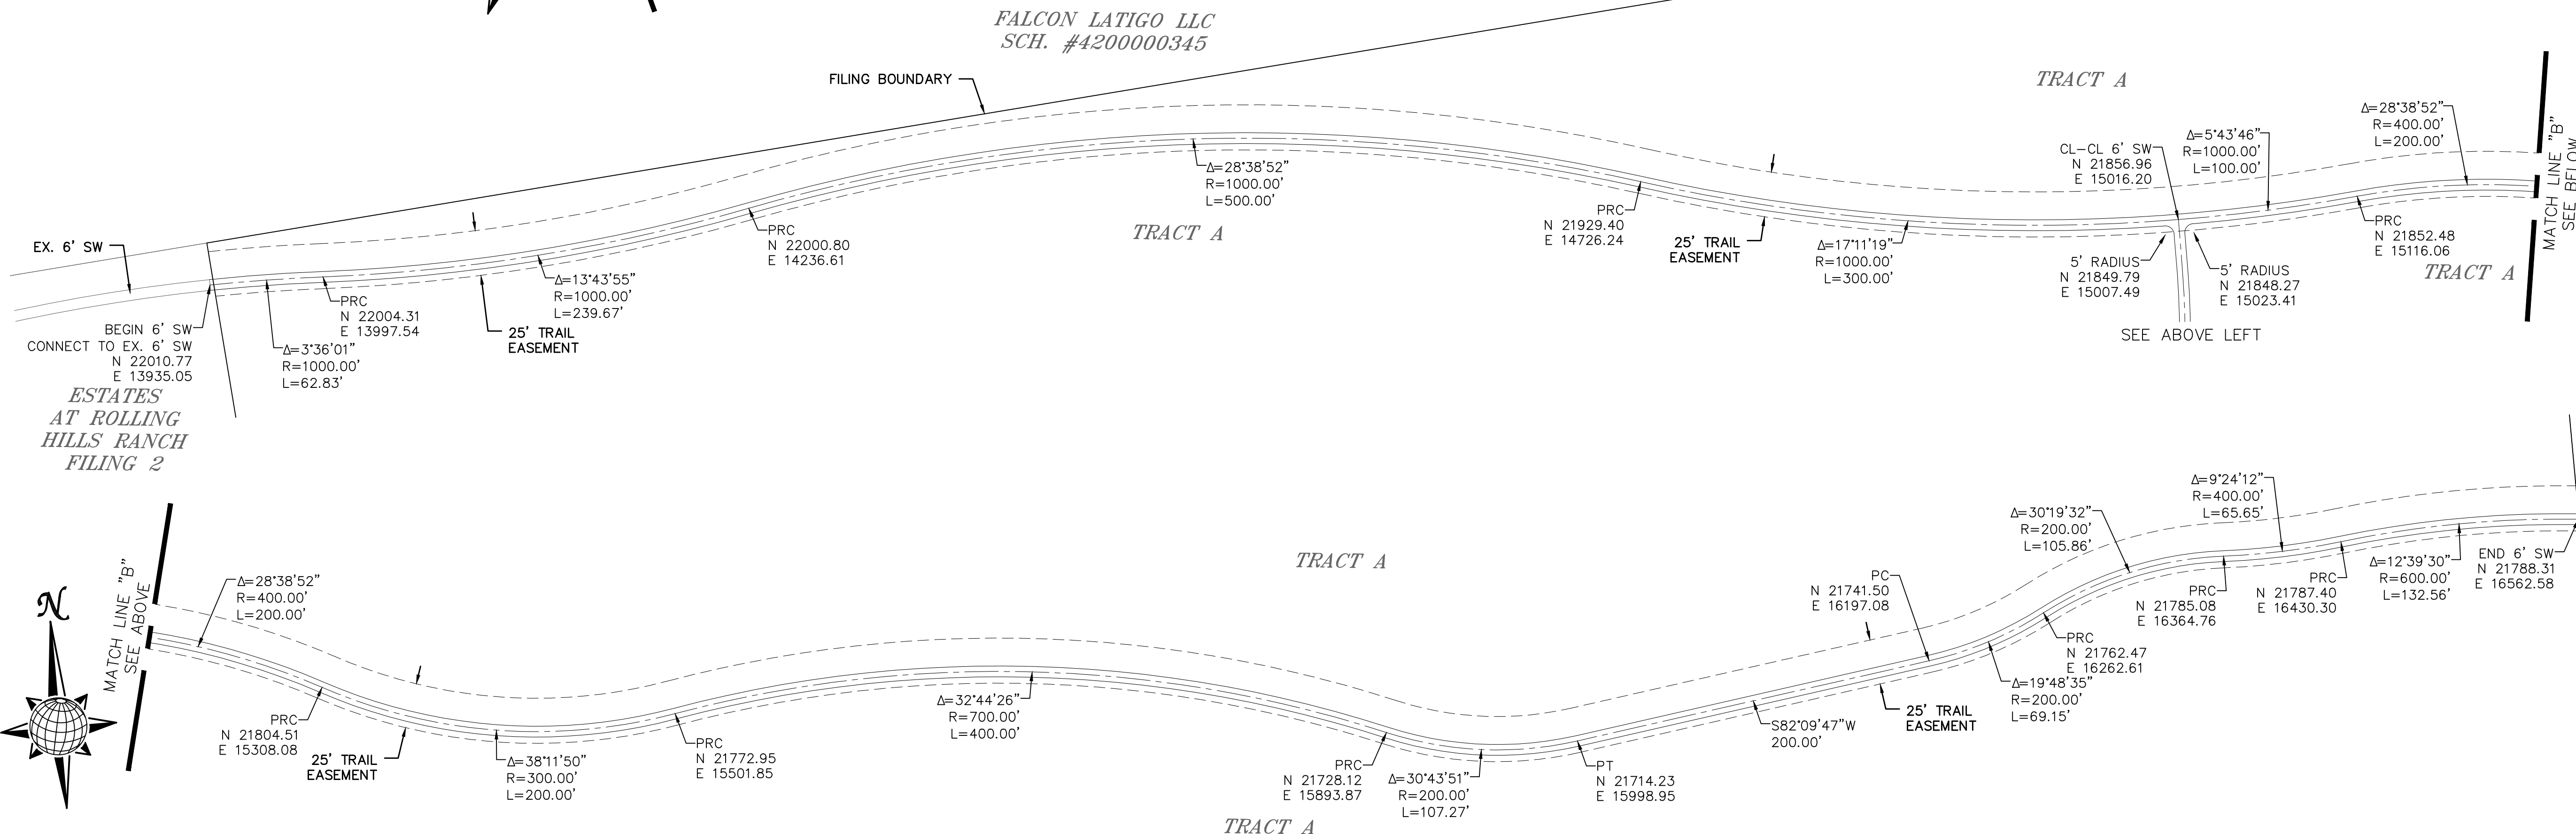 FALCON LATIGO LLC
SCH. #4200000345
FILING BOUNDARY
TRACT A
EX. 6' SW
BEGIN 6' SW
CONNECT TO EX. 6' SW
N 22010.77
E 13935.05
Δ=3°36'01"
R=1000.00'
L=62.83'
PRC
N 22004.31
E 13997.54
25' TRAIL
EASEMENT
Δ=13°43'55"
R=1000.00'
L=239.67'
PRC
N 22000.80
E 14236.61
Δ=28°38'52"
R=1000.00'
L=500.00'
TRACT A
PRC
N 21929.40
E 14726.24
25' TRAIL
EASEMENT
Δ=17°11'19"
R=1000.00'
L=300.00'
CL-CL 6' SW
N 21856.96
E 15016.20
Δ=5°43'46"
R=1000.00'
L=100.00'
Δ=28°38'52"
R=400.00'
L=200.00'
5' RADIUS
N 21849.79
E 15007.49
5' RADIUS
N 21848.27
E 15023.41
SEE ABOVE LEFT
PRC
N 21852.48
E 15116.06
TRACT A
MATCH LINE "B"
SEE BELOW
ESTATES
AT ROLLING
HILLS RANCH
FILING 2
N
MATCH LINE "B"
SEE ABOVE
Δ=28°38'52"
R=400.00'
L=200.00'
PRC
N 21804.51
E 15308.08
25' TRAIL
EASEMENT
Δ=38°11'50"
R=300.00'
L=200.00'
PRC
N 21772.95
E 15501.85
Δ=32°44'26"
R=700.00'
L=400.00'
TRACT A
PRC
N 21728.12
E 15893.87
Δ=30°43'51"
R=200.00'
L=107.27'
PT
N 21714.23
E 15998.95
S82°09'47"W
200.00'
PC
N 21741.50
E 16197.08
25' TRAIL
EASEMENT
Δ=19°48'35"
R=200.00'
L=69.15'
PRC
N 21762.47
E 16262.61
Δ=30°19'32"
R=200.00'
L=105.86'
PRC
N 21785.08
E 16364.76
Δ=9°24'12"
R=400.00'
L=65.65'
PRC
N 21787.40
E 16430.30
Δ=12°39'30"
R=600.00'
L=132.56'
END 6' SW
N 21788.31
E 16562.58
TRACT A